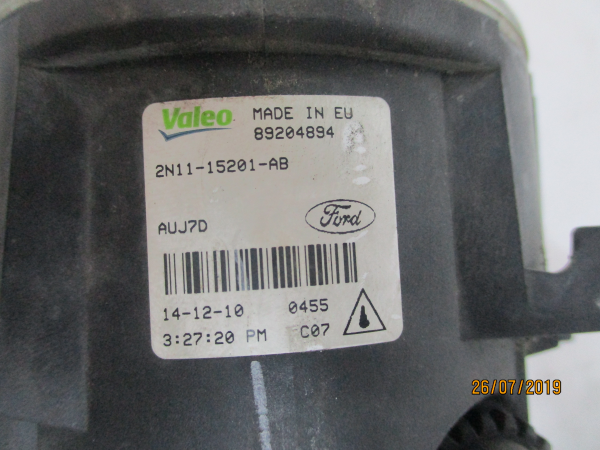 Valeo MADE IN EU
89204894 A
2N11-15201-AB
AUJ7D Ford
14-12-10 0455
3:27:20 PM C07
26/07/2019